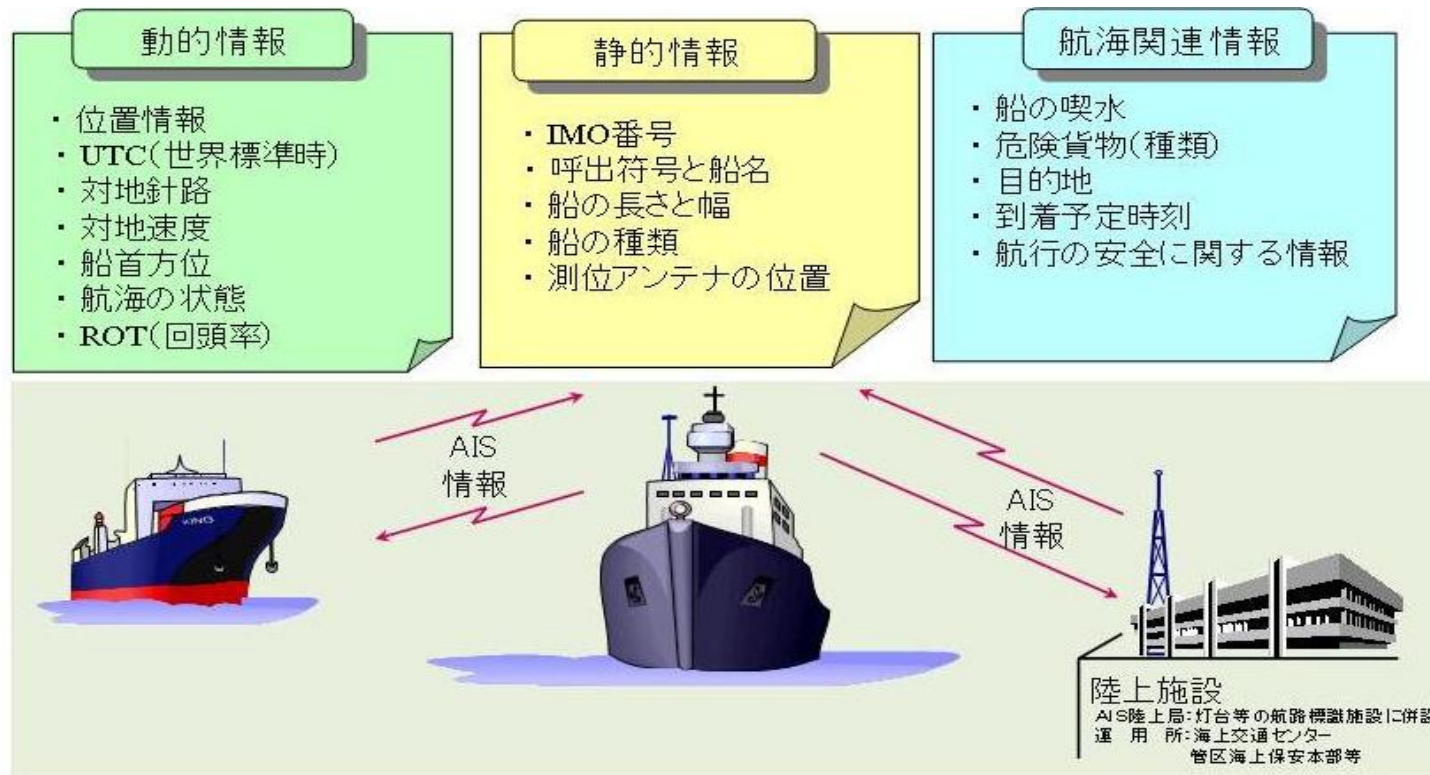 動的情報
・位置情報
・UTC(世界標準時)
・対地針路
・対地速度
・船首方位
・航海の状態
・ROT(回頭率)
静的情報
・IMO番号
・呼出符号と船名
・船の長さと幅
・船の種類
・測位アンテナの位置
航海関連情報
・船の喫水
・危険貨物(種類)
・目的地
・到着予定時刻
・航行の安全に関する情報
AIS
情報
KING
AIS
情報
陸上施設
AIS陸上局:灯台等の航路標識施設に併設
運 用 所:海上交通センター
管区海上保安本部等